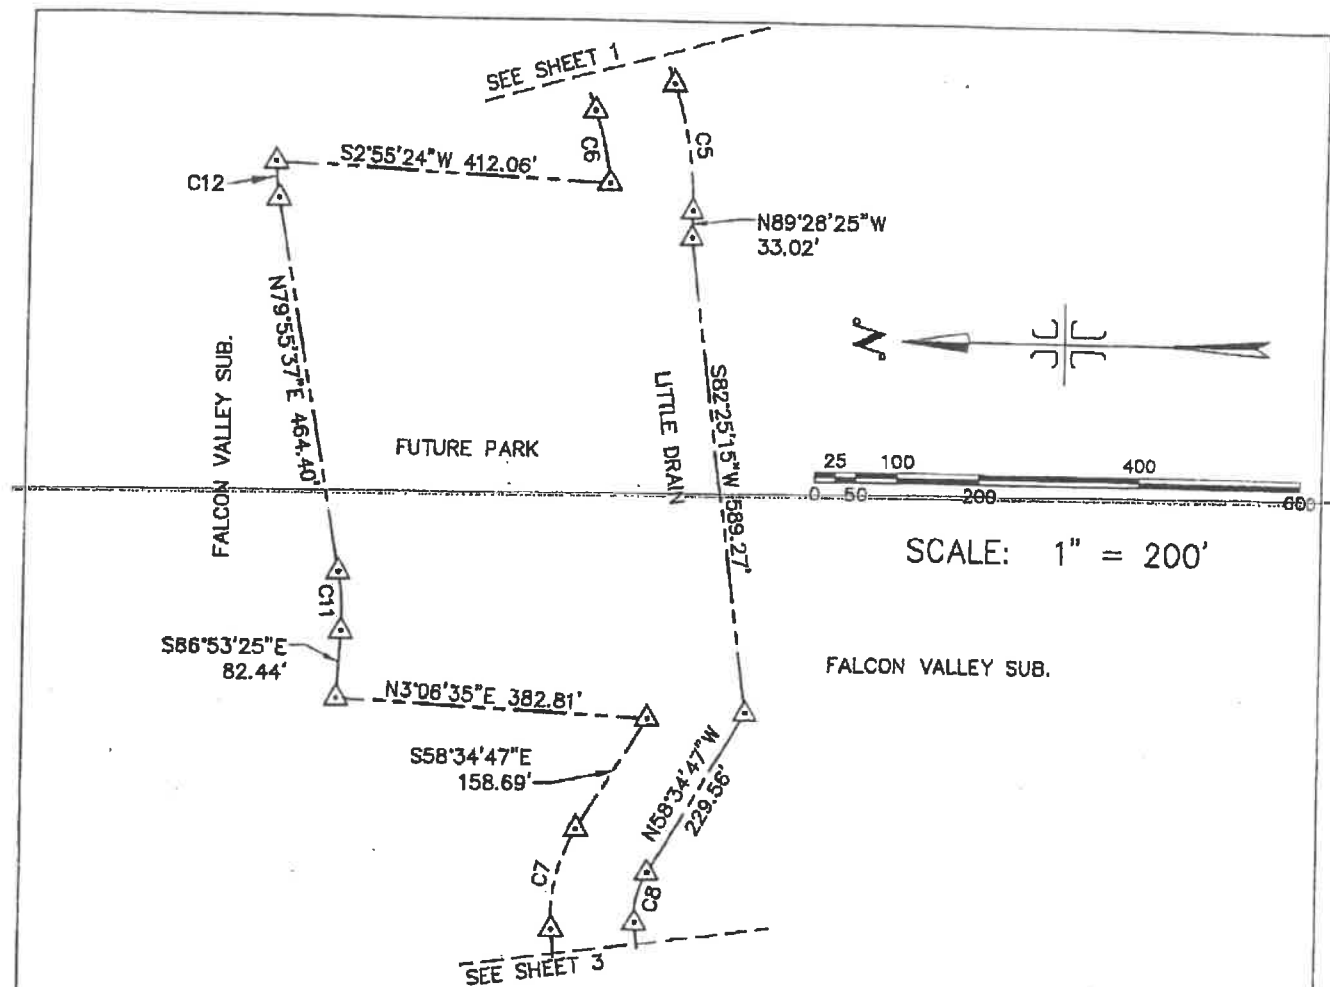 SEE SHEET 1
C6
C5
S2°55'24"W 412.06'
C12
N89°28'25"W
33.02'
N79°55'37"E 464.40'
FALCON VALLEY SUB.
FUTURE PARK
LITTLE DRAIN
S82°25'15"W 589.27'
N
25 100 400
0 50 200
SCALE: 1" = 200'
C11
S86°53'25"E
82.44'
FALCON VALLEY SUB.
N3°06'35"E 382.81'
S58°34'47"E
158.69'
N58°34'47"W
229.56'
C7
C8
SEE SHEET 3